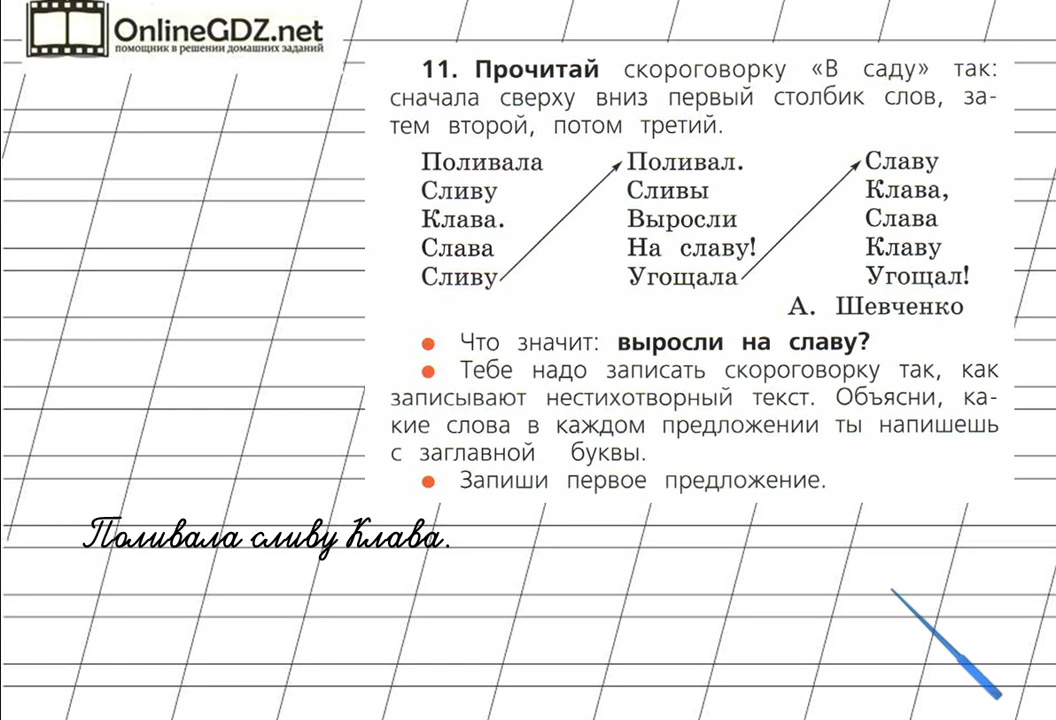 OnlineGDZ.net
помощник в решении домашних заданий
11. Прочитай скороговорку «В саду» так:
сначала сверху вниз первый столбик слов, за-
тем второй, потом третий.
Поливала
Сливу
Клава.
Слава
Сливу
Поливал.
Сливы
Выросли
На славу!
Угощала
Славу
Клава,
Слава
Клаву
Угощал!
А. Шевченко
Что значит: выросли на славу?
Тебе надо записать скороговорку так, как
записывают нестихотворный текст. Объясни, ка-
кие слова в каждом предложении ты напишешь
с заглавной буквы.
Запиши первое предложение.
Поливала сливу Клава.